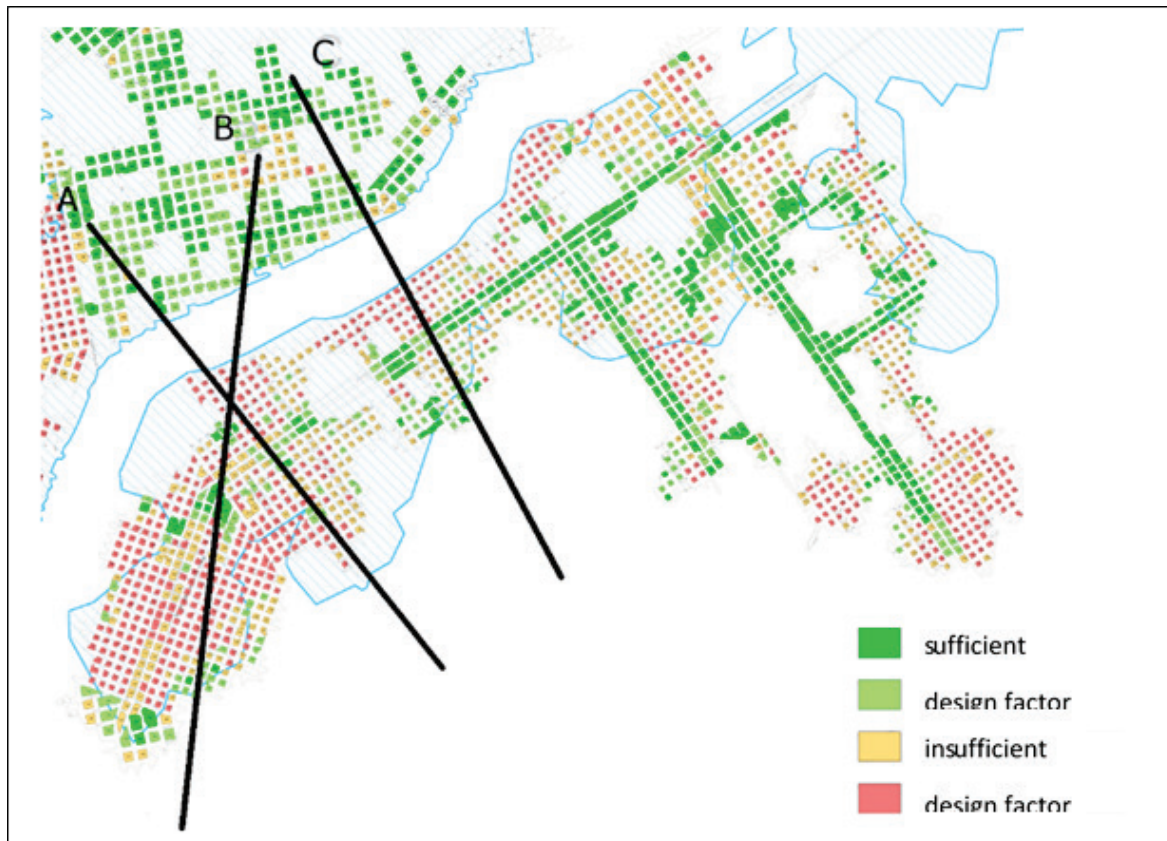 C
B
A
sufficient
design factor
insufficient
design factor